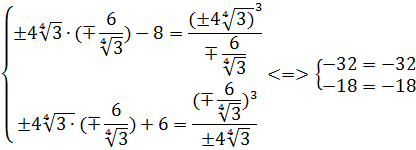 ±4∜3 · (∓ 6/∜3) − 8 = (±4∜3)³ / (∓ 6/∜3)
±4∜3· (∓ 6/∜3) + 6 = (∓ 6/∜3)³ / (±4∜3)
<=> { −32 = −32
−18 = −18